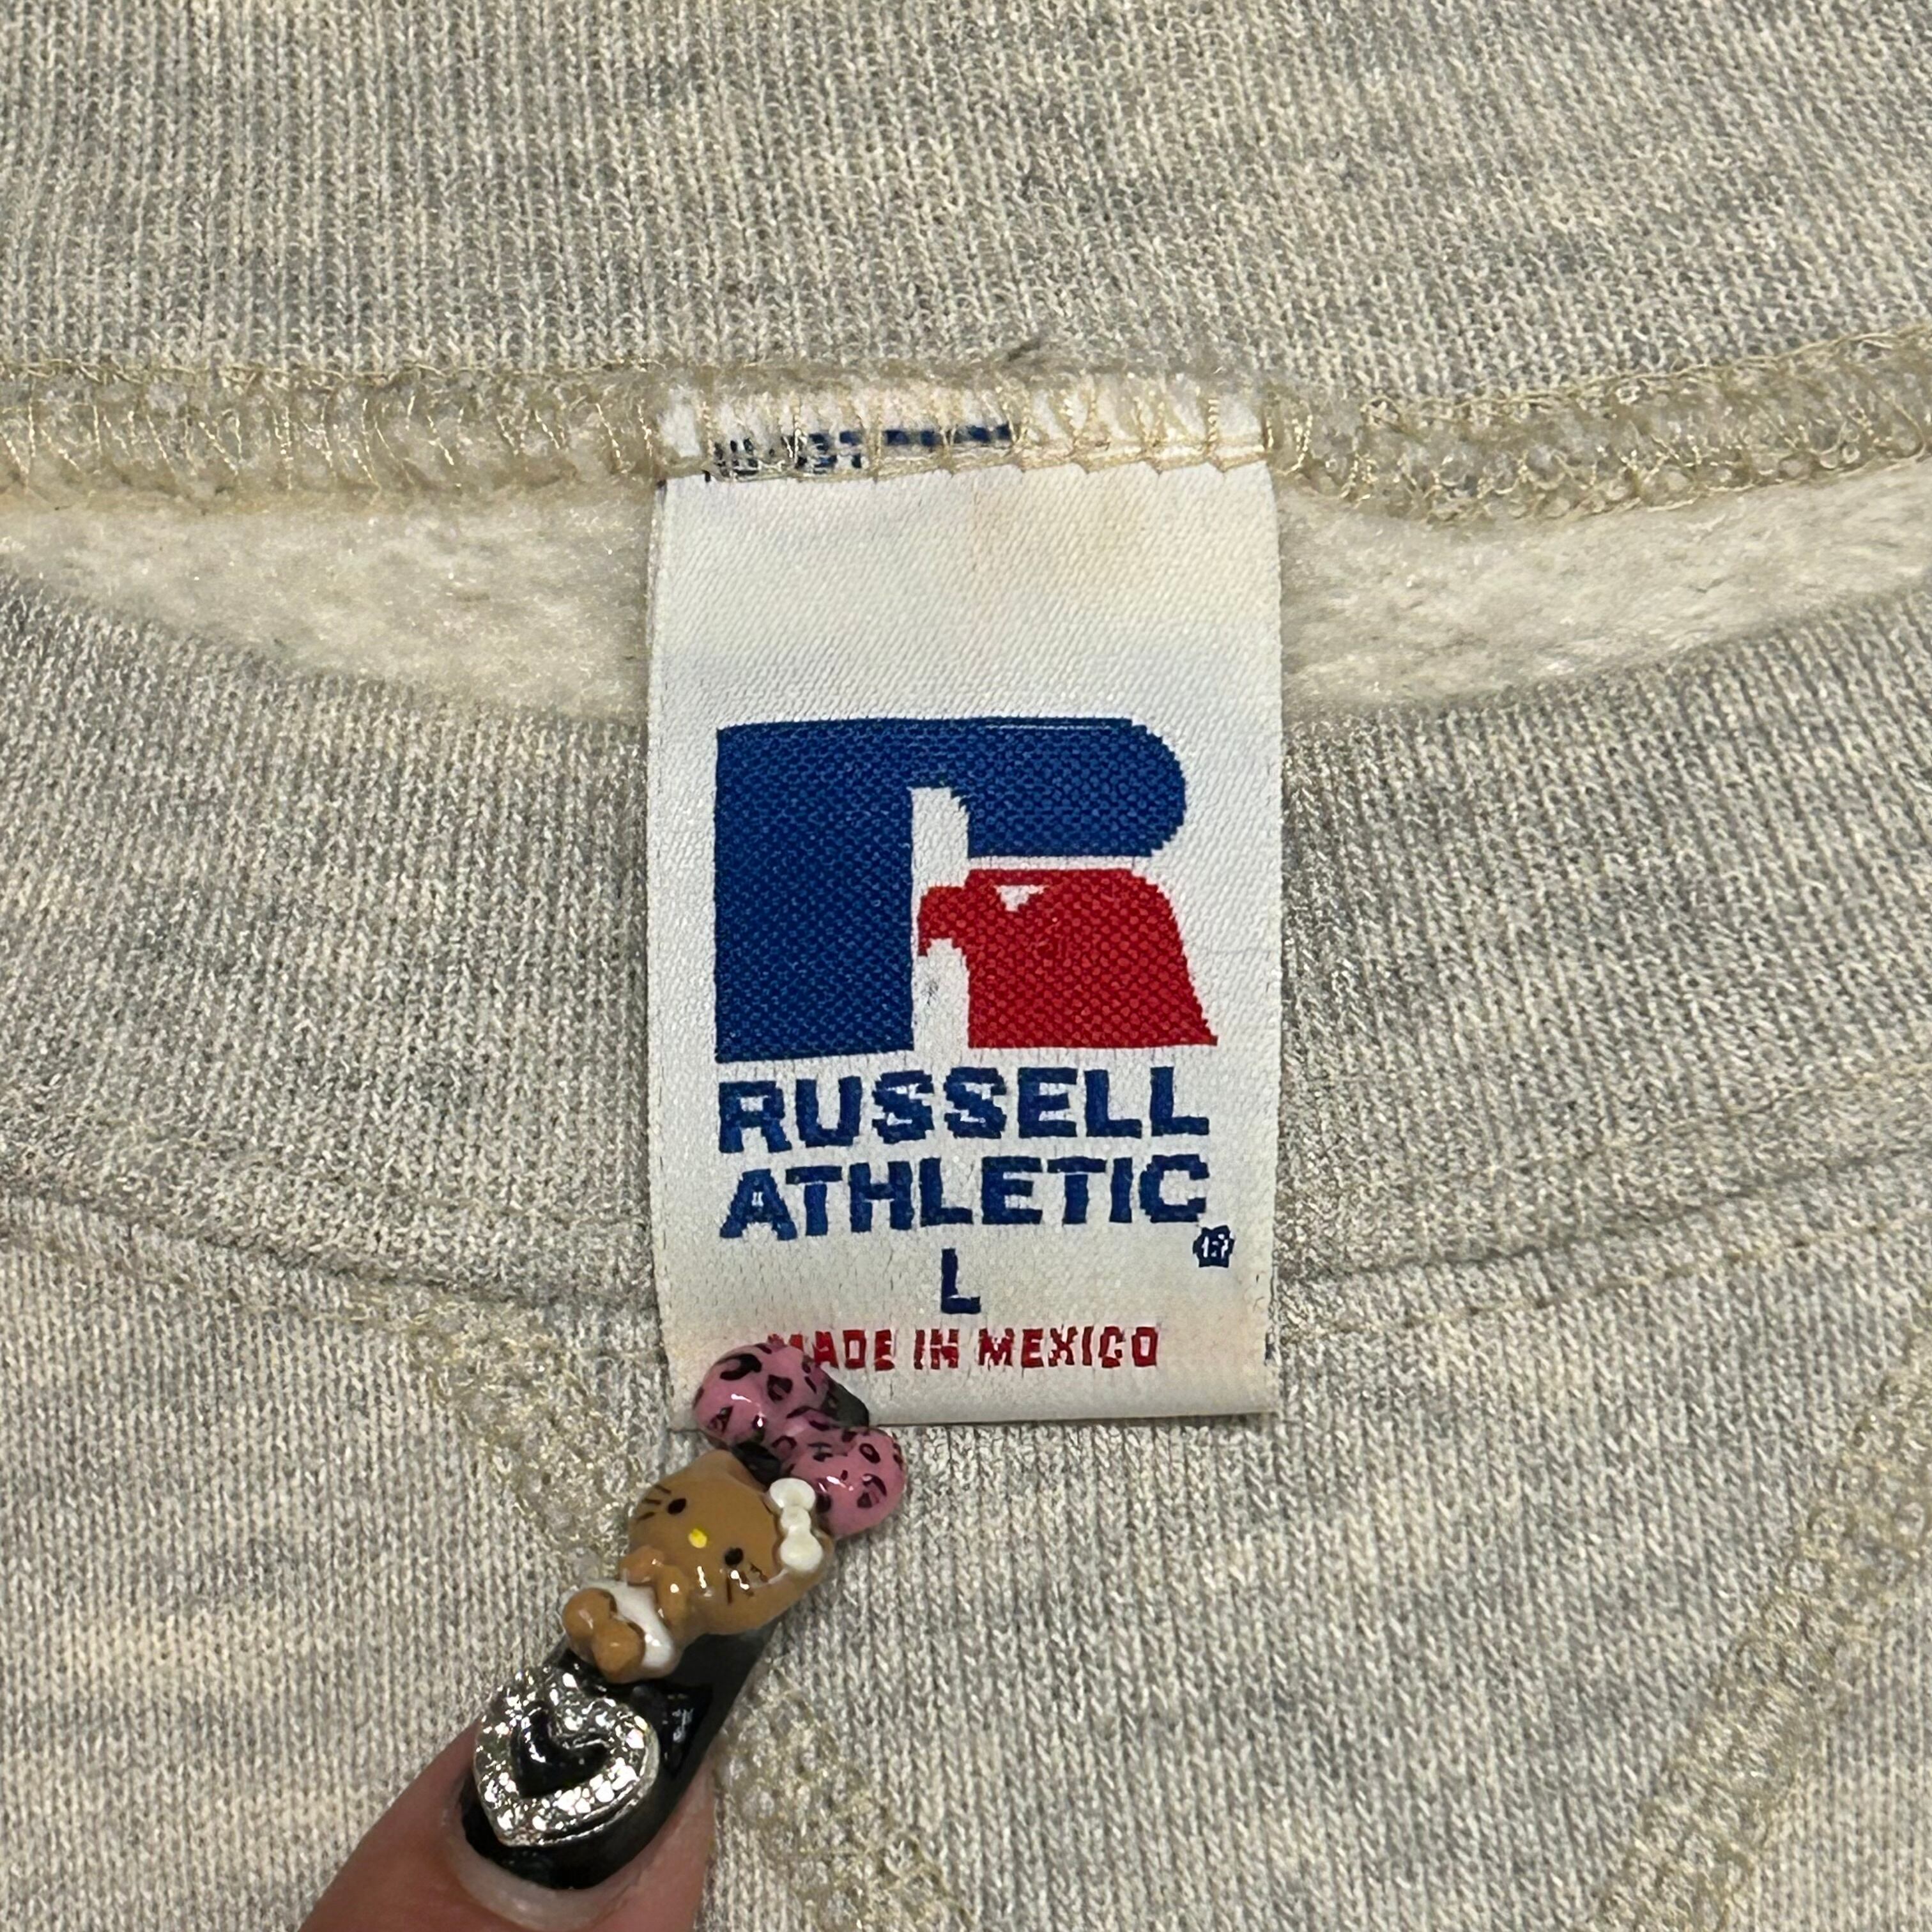 RUSSELL
ATHLETIC®
L
MADE IN MEXICO